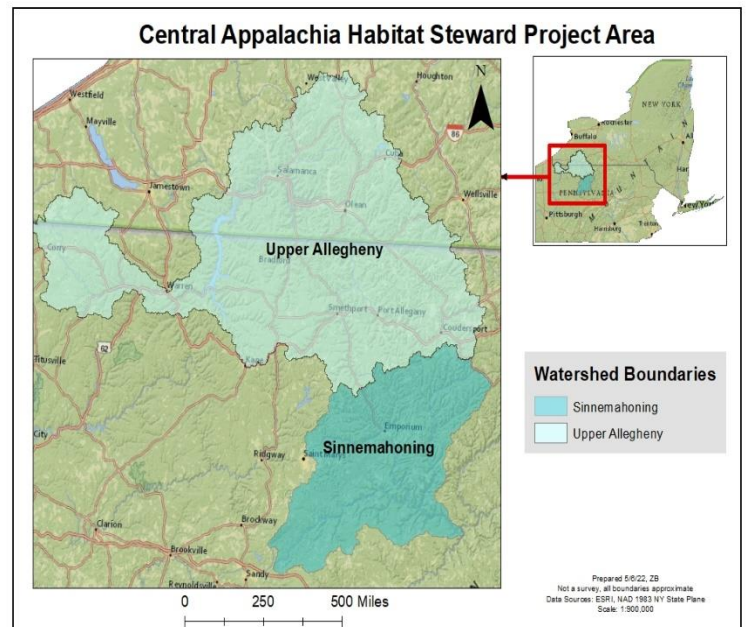 Central Appalachia Habitat Steward Project Area
N
Westfield
Mayville
Houghton
86
Jamestown
Salamanca
Cuba
Wellsville
Olean
Upper Allegheny
Corry
Bradford
Warren
Smethport
Port Allegany
Coudersport
Kane
Titusville
62
City
Emporium
Sinnemahoning
Ridgway
Clarion
Brockway
Brookville
Sandy
0 250 500 Miles
NEW YORK
Rochester
Buffalo
PENNSYLVANIA
Pittsburgh
Harrisburg
New York
Watershed Boundaries
Sinnemahoning
Upper Allegheny
Prepared 5/6/22, ZB
Not a survey, all boundaries approximate
Data Sources: ESRI, NAD 1983 NY State Plane
Scale: 1:900,000